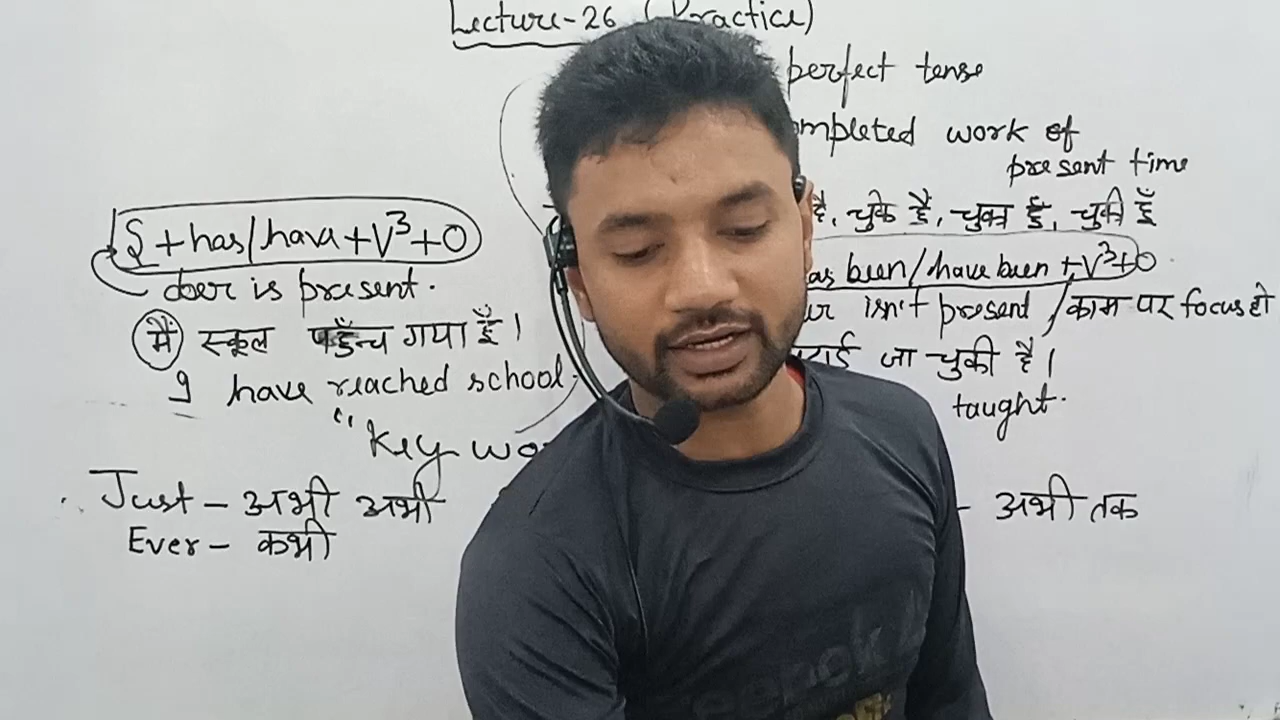 Lecture-26 (Practice)
perfect tense
completed work of
present time
है, चुके हैं, चुका हूँ, चुकी हूँ
S + has/have + V³ + O
has been/have been + V³ + O
doer is present.
isn't present / काम पर focus हो
मैं स्कूल पहुँच गया हूँ।
जा चुकी है।
I have reached school,
taught.
"Key wo
Just – अभी अभी
– अभी तक
Ever – कभी